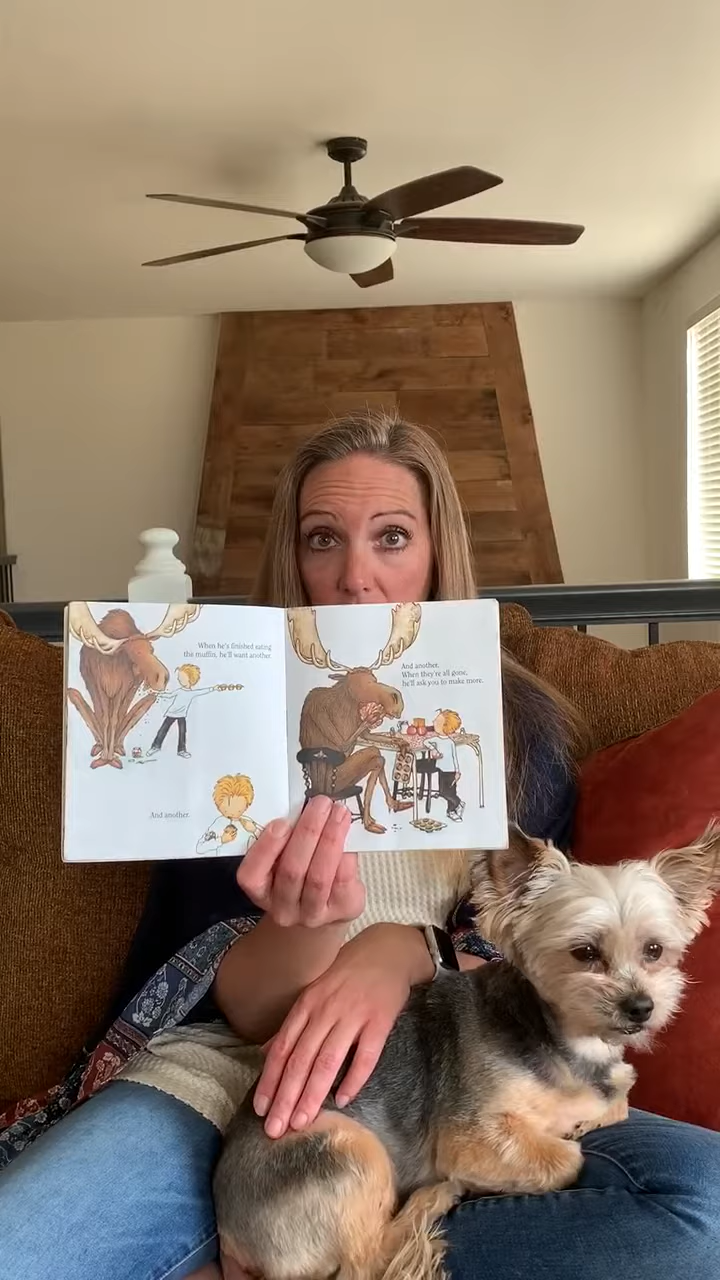 When he's finished eating
the muffin, he'll want another.
And another.
And another.
When they're all gone,
he'll ask you to make more.